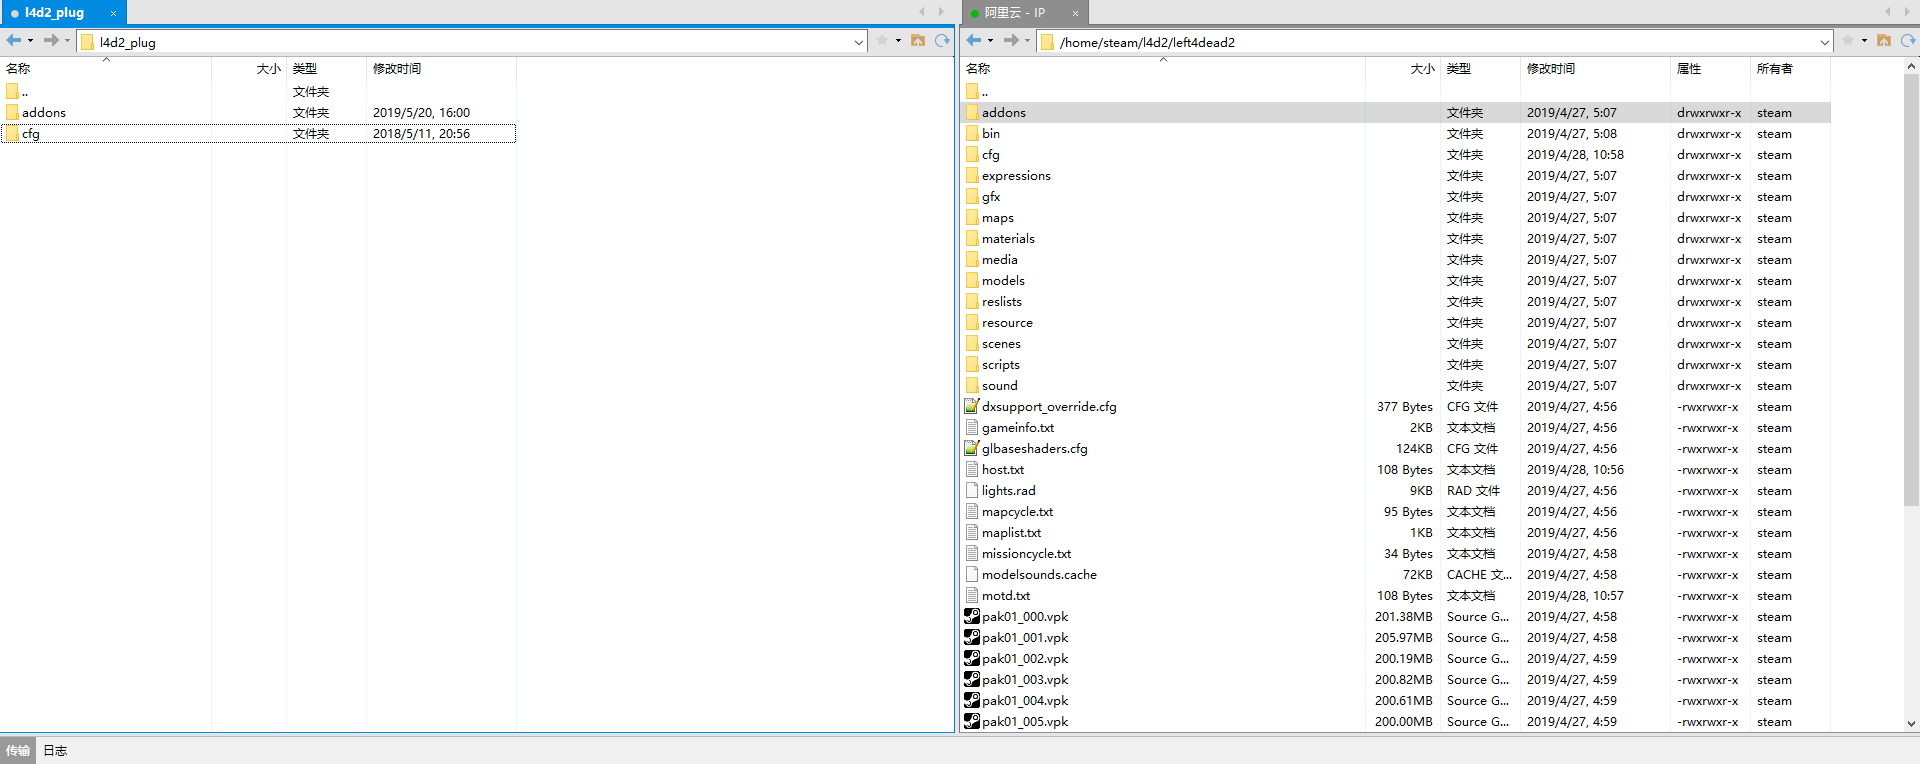 l4d2_plug ×
l4d2_plug
名称 大小 类型 修改时间
.. 文件夹
addons 文件夹 2019/5/20, 16:00
cfg 文件夹 2018/5/11, 20:56
阿里云 - IP ×
/home/steam/l4d2/left4dead2
名称 大小 类型 修改时间 属性 所有者
..
addons 文件夹 2019/4/27, 5:07 drwxrwxr-x steam
bin 文件夹 2019/4/27, 5:08 drwxrwxr-x steam
cfg 文件夹 2019/4/28, 10:58 drwxrwxr-x steam
expressions 文件夹 2019/4/27, 5:07 drwxrwxr-x steam
gfx 文件夹 2019/4/27, 5:07 drwxrwxr-x steam
maps 文件夹 2019/4/27, 5:07 drwxrwxr-x steam
materials 文件夹 2019/4/27, 5:07 drwxrwxr-x steam
media 文件夹 2019/4/27, 5:07 drwxrwxr-x steam
models 文件夹 2019/4/27, 5:07 drwxrwxr-x steam
reslists 文件夹 2019/4/27, 5:07 drwxrwxr-x steam
resource 文件夹 2019/4/27, 5:07 drwxrwxr-x steam
scenes 文件夹 2019/4/27, 5:07 drwxrwxr-x steam
scripts 文件夹 2019/4/27, 5:07 drwxrwxr-x steam
sound 文件夹 2019/4/27, 5:07 drwxrwxr-x steam
dxsupport_override.cfg 377 Bytes CFG 文件 2019/4/27, 4:56 -rwxrwxr-x steam
gameinfo.txt 2KB 文本文档 2019/4/27, 4:56 -rwxrwxr-x steam
glbaseshaders.cfg 124KB CFG 文件 2019/4/27, 4:56 -rwxrwxr-x steam
host.txt 108 Bytes 文本文档 2019/4/28, 10:56 -rwxrwxr-x steam
lights.rad 9KB RAD 文件 2019/4/27, 4:56 -rwxrwxr-x steam
mapcycle.txt 95 Bytes 文本文档 2019/4/27, 4:56 -rwxrwxr-x steam
maplist.txt 1KB 文本文档 2019/4/27, 4:56 -rwxrwxr-x steam
missioncycle.txt 34 Bytes 文本文档 2019/4/27, 4:58 -rwxrwxr-x steam
modelsounds.cache 72KB CACHE 文... 2019/4/27, 4:58 -rwxrwxr-x steam
motd.txt 108 Bytes 文本文档 2019/4/28, 10:57 -rwxrwxr-x steam
pak01_000.vpk 201.38MB Source G... 2019/4/27, 4:58 -rwxrwxr-x steam
pak01_001.vpk 205.97MB Source G... 2019/4/27, 4:58 -rwxrwxr-x steam
pak01_002.vpk 200.19MB Source G... 2019/4/27, 4:59 -rwxrwxr-x steam
pak01_003.vpk 200.82MB Source G... 2019/4/27, 4:59 -rwxrwxr-x steam
pak01_004.vpk 200.61MB Source G... 2019/4/27, 4:59 -rwxrwxr-x steam
pak01_005.vpk 200.00MB Source G... 2019/4/27, 4:59 -rwxrwxr-x steam
传输 日志